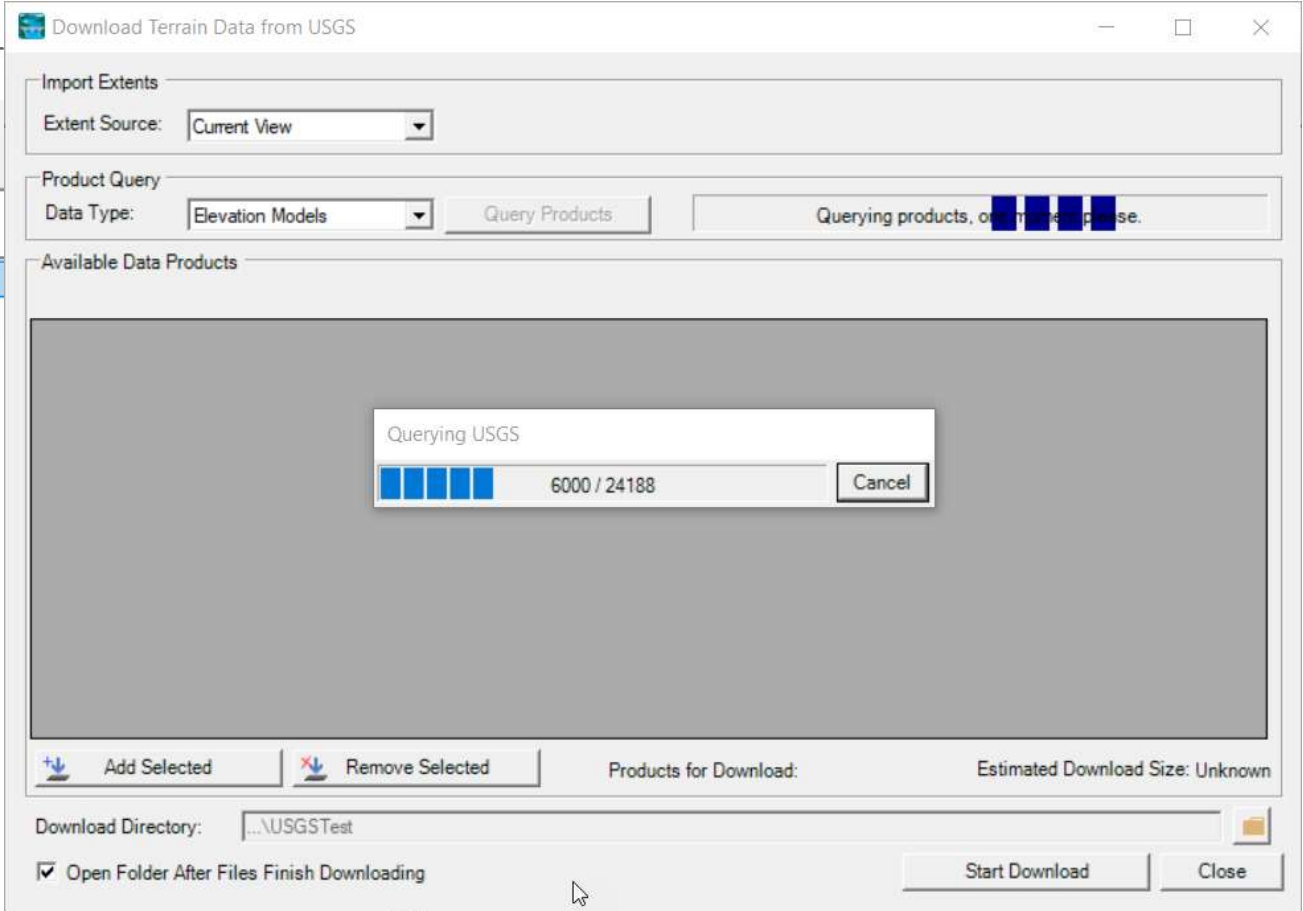 Download Terrain Data from USGS
Import Extents
Extent Source: Current View
Product Query
Data Type: Elevation Models Query Products Querying products, one moment please.
Available Data Products
Querying USGS
6000 / 24188 Cancel
Add Selected Remove Selected Products for Download: Estimated Download Size: Unknown
Download Directory: ...\USGSTest
Open Folder After Files Finish Downloading Start Download Close